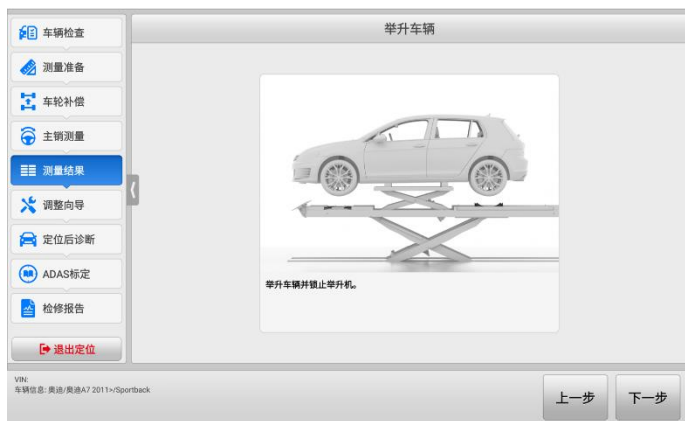 举升车辆
车辆检查
测量准备
车轮补偿
主销测量
测量结果
调整向导
定位后诊断
ADAS标定
检修报告
退出定位
举升车辆并锁止举升机。
VIN:
车辆信息: 奥迪/奥迪A7 2011>/Sportback
上一步
下一步